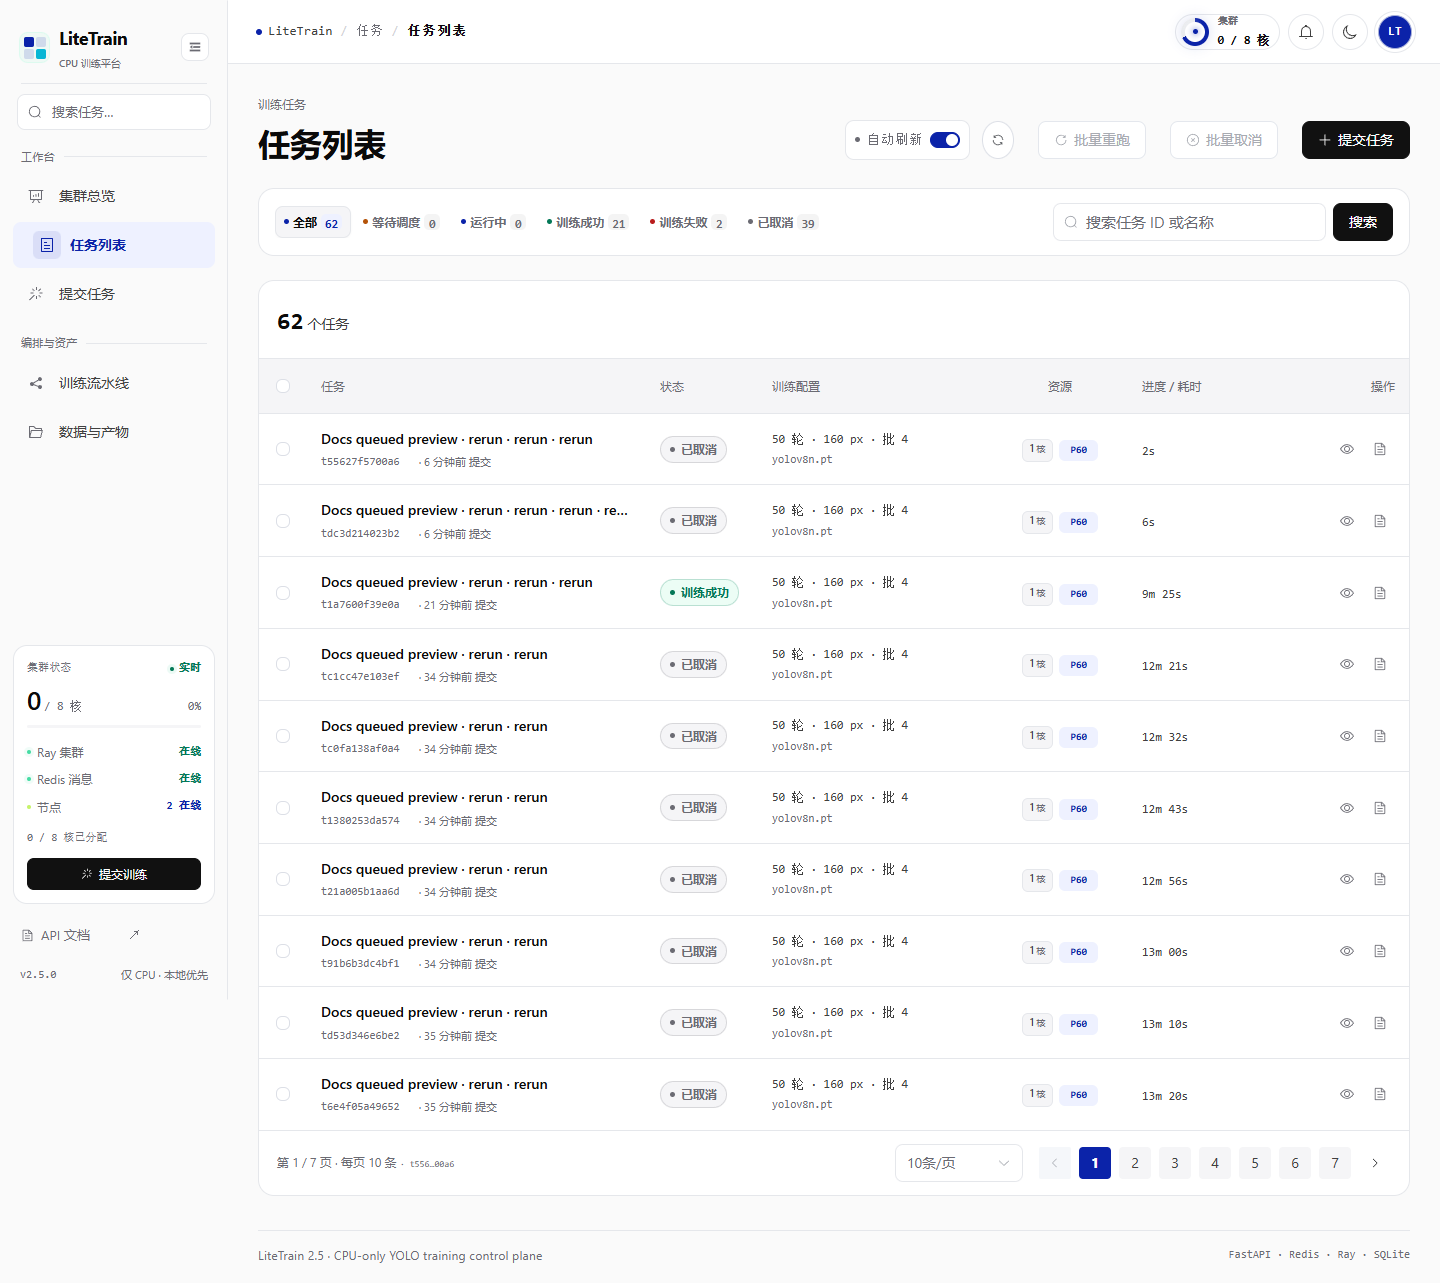 LiteTrain
CPU 训练平台
搜索任务...
工作台
集群总览
任务列表
提交任务
编排与资产
训练流水线
数据与产物
集群状态 实时
0 / 8 核 0%
Ray 集群 在线
Redis 消息 在线
节点 2 在线
0 / 8 核已分配
提交训练
API 文档
v2.5.0 仅 CPU · 本地优先
LiteTrain / 任务 / 任务列表
集群
0 / 8 核
LT
训练任务
任务列表
自动刷新 批量重跑 批量取消 提交任务
全部 62 等待调度 0 运行中 0 训练成功 21 训练失败 2 已取消 39 搜索任务 ID 或名称 搜索
62 个任务
任务 状态 训练配置 资源 进度 / 耗时 操作
Docs queued preview · rerun · rerun · rerun 已取消 50 轮 · 160 px · 批 4 1核 P60 2s
t55627f5700a6 · 6 分钟前 提交 yolov8n.pt
Docs queued preview · rerun · rerun · rerun · re... 已取消 50 轮 · 160 px · 批 4 1核 P60 6s
tdc3d214023b2 · 6 分钟前 提交 yolov8n.pt
Docs queued preview · rerun · rerun · rerun 训练成功 50 轮 · 160 px · 批 4 1核 P60 9m 25s
t1a7600f39e0a · 21 分钟前 提交 yolov8n.pt
Docs queued preview · rerun · rerun 已取消 50 轮 · 160 px · 批 4 1核 P60 12m 21s
tc1cc47e103ef · 34 分钟前 提交 yolov8n.pt
Docs queued preview · rerun · rerun 已取消 50 轮 · 160 px · 批 4 1核 P60 12m 32s
tc0fa138af0a4 · 34 分钟前 提交 yolov8n.pt
Docs queued preview · rerun · rerun 已取消 50 轮 · 160 px · 批 4 1核 P60 12m 43s
t1380253da574 · 34 分钟前 提交 yolov8n.pt
Docs queued preview · rerun · rerun 已取消 50 轮 · 160 px · 批 4 1核 P60 12m 56s
t21a005b1aa6d · 34 分钟前 提交 yolov8n.pt
Docs queued preview · rerun · rerun 已取消 50 轮 · 160 px · 批 4 1核 P60 13m 00s
t91b6b3dc4bf1 · 34 分钟前 提交 yolov8n.pt
Docs queued preview · rerun · rerun 已取消 50 轮 · 160 px · 批 4 1核 P60 13m 10s
td53d346e6be2 · 35 分钟前 提交 yolov8n.pt
Docs queued preview · rerun · rerun 已取消 50 轮 · 160 px · 批 4 1核 P60 13m 20s
t6e4f05a49652 · 35 分钟前 提交 yolov8n.pt
第 1 / 7 页 · 每页 10 条 · t556…00a6 10条/页 1 2 3 4 5 6 7
LiteTrain 2.5 · CPU-only YOLO training control plane FastAPI · Redis · Ray · SQLite